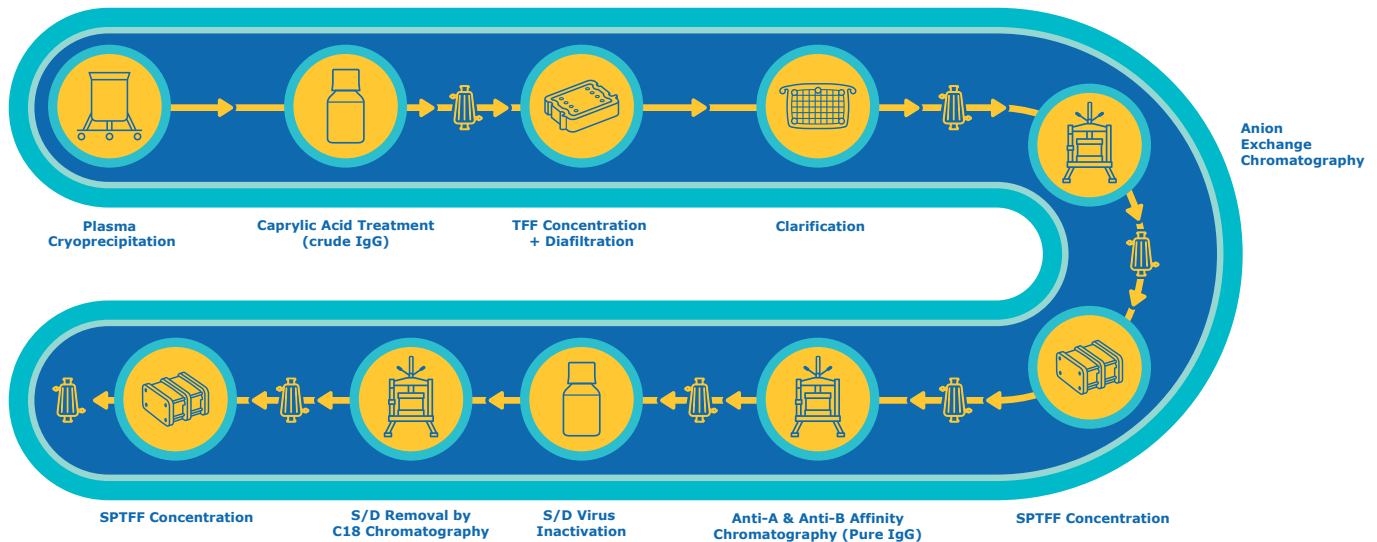 Plasma
Cryoprecipitation
Caprylic Acid Treatment
(crude IgG)
TFF Concentration
+ Diafiltration
Clarification
Anion
Exchange
Chromatography
SPTFF Concentration
S/D Removal by
C18 Chromatography
S/D Virus
Inactivation
Anti-A & Anti-B Affinity
Chromatography (Pure IgG)
SPTFF Concentration